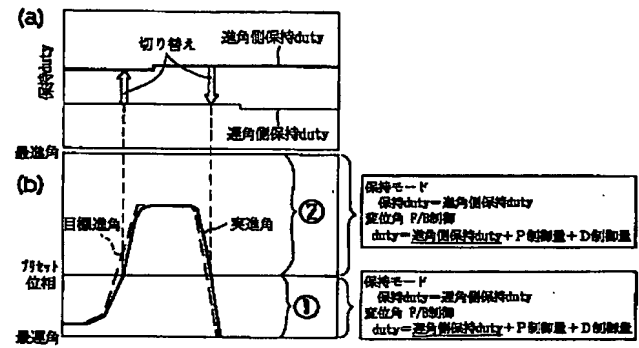 (a)
切り替え
進角側保持duty
保持duty
遅角側保持duty
最進角
(b)
目標進角
実進角
②
プリセット
位相
①
最遅角
保持モード
保持duty=進角側保持duty
変位角 F/B制御
duty=進角側保持duty+P制御量+D制御量
保持モード
保持duty=遅角側保持duty
変位角 F/B制御
duty=遅角側保持duty+P制御量+D制御量